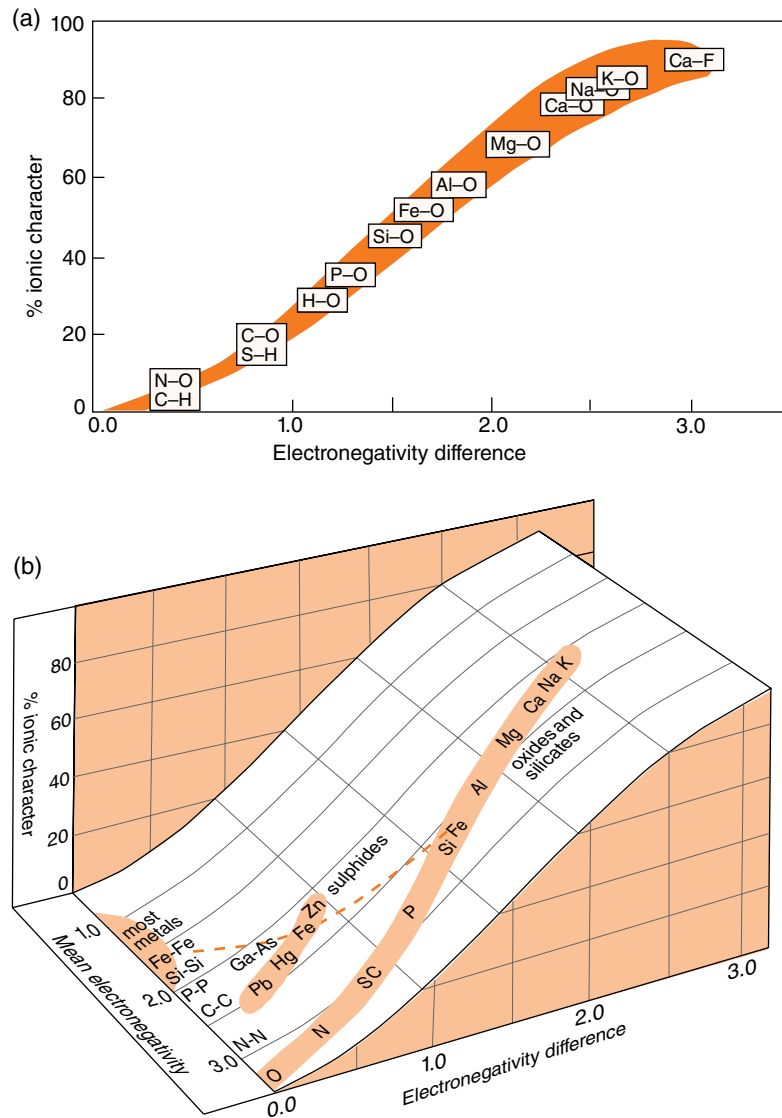 (a)
100
80
60
40
20
0
% ionic character
Ca–F
K–O
Na–O
Ca–O
Mg–O
Al–O
Fe–O
Si–O
P–O
H–O
C–O
S–H
N–O
C–H
0.0
1.0
2.0
3.0
Electronegativity difference
(b)
80
60
40
20
0
% ionic character
1.0
2.0
3.0
Mean electronegativity
most
metals
Fe-Fe
Si-Si
P-P
C-C
N-N
Ga-As
Pb
Hg
Fe
Zn
sulphides
O
N
SC
P
Si
Fe
Al
Mg
Ca
Na
K
oxides and
silicates
0.0
1.0
2.0
3.0
Electronegativity difference